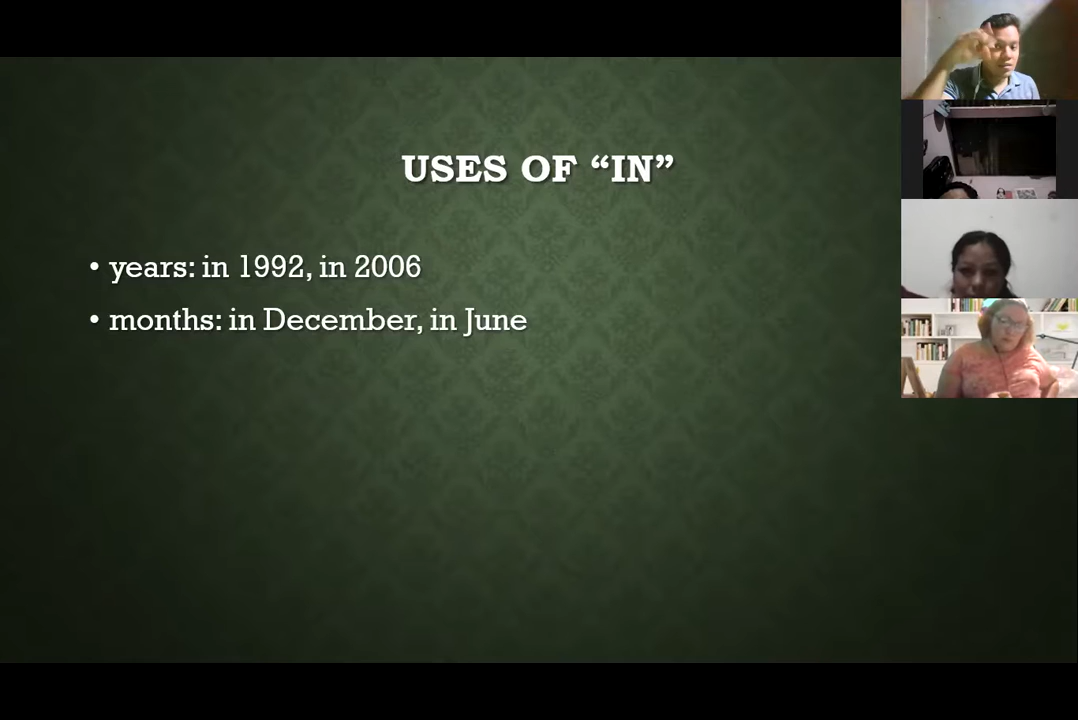 USES OF “IN”
• years: in 1992, in 2006
• months: in December, in June